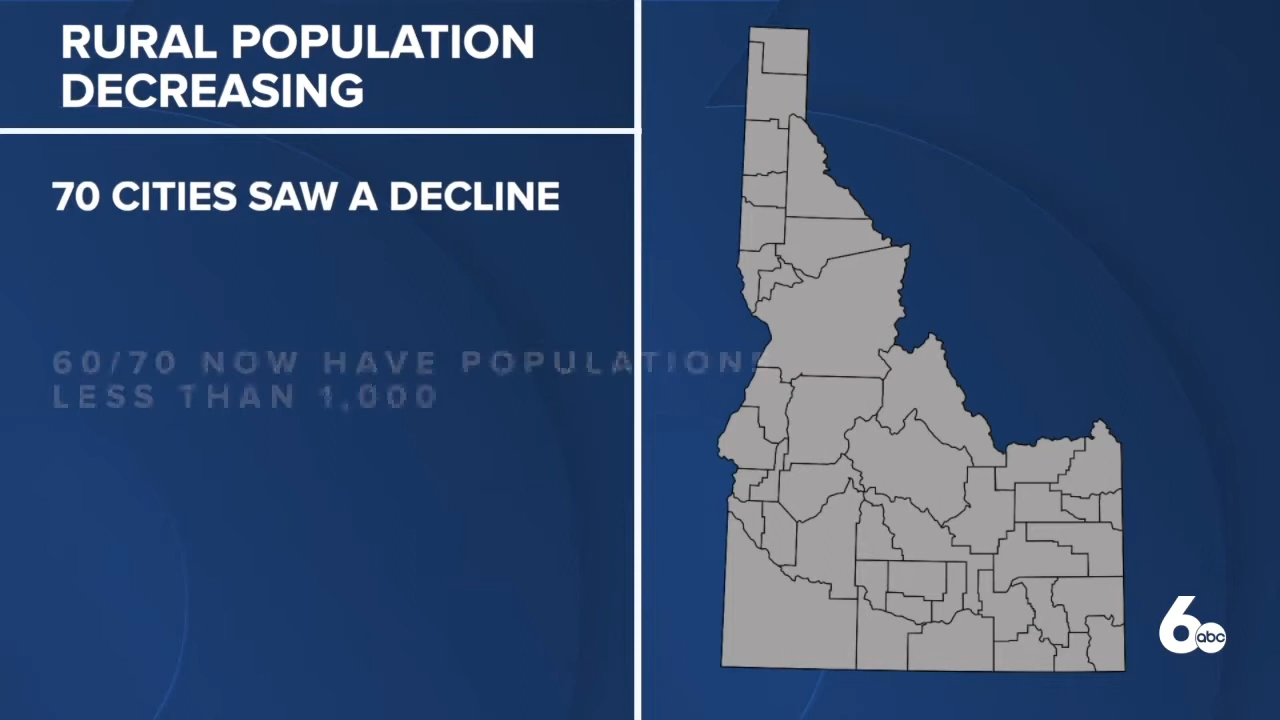 RURAL POPULATION
DECREASING
70 CITIES SAW A DECLINE
60/70 NOW HAVE POPULATIONS
LESS THAN 1,000
6
abc